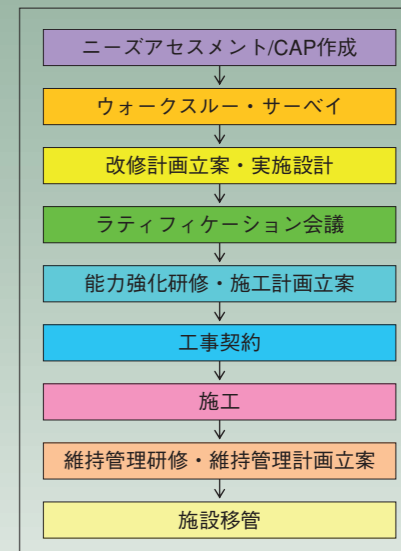 ニーズアセスメント/CAP作成
ウォークスルー・サーベイ
改修計画立案・実施設計
ラティフィケーション会議
能力強化研修・施工計画立案
工事契約
施工
維持管理研修・維持管理計画立案
施設移管